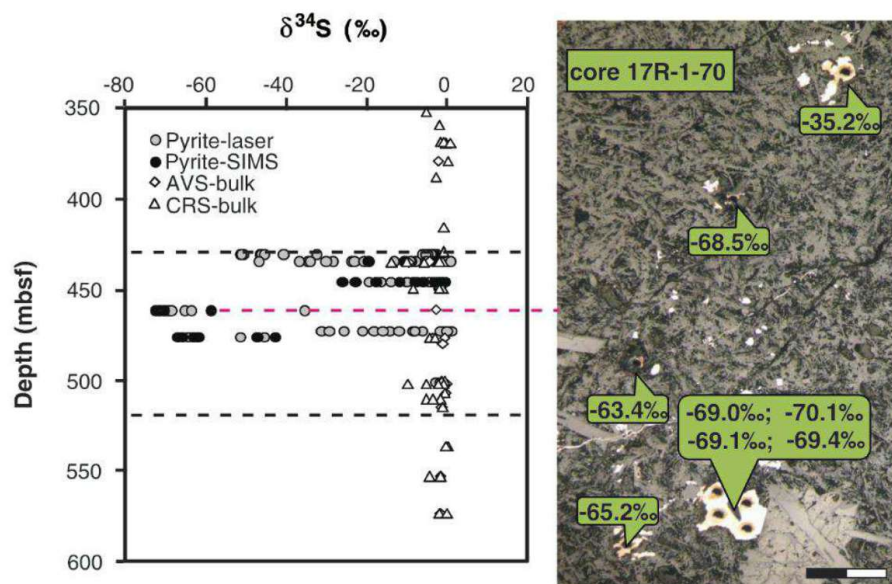 δ³⁴S (‰)
-80 -60 -40 -20 0 20
350
400
450
500
550
600
Depth (mbsf)
Pyrite-laser
Pyrite-SIMS
AVS-bulk
CRS-bulk
core 17R-1-70
-35.2‰
-68.5‰
-63.4‰
-69.0‰; -70.1‰
-69.1‰; -69.4‰
-65.2‰